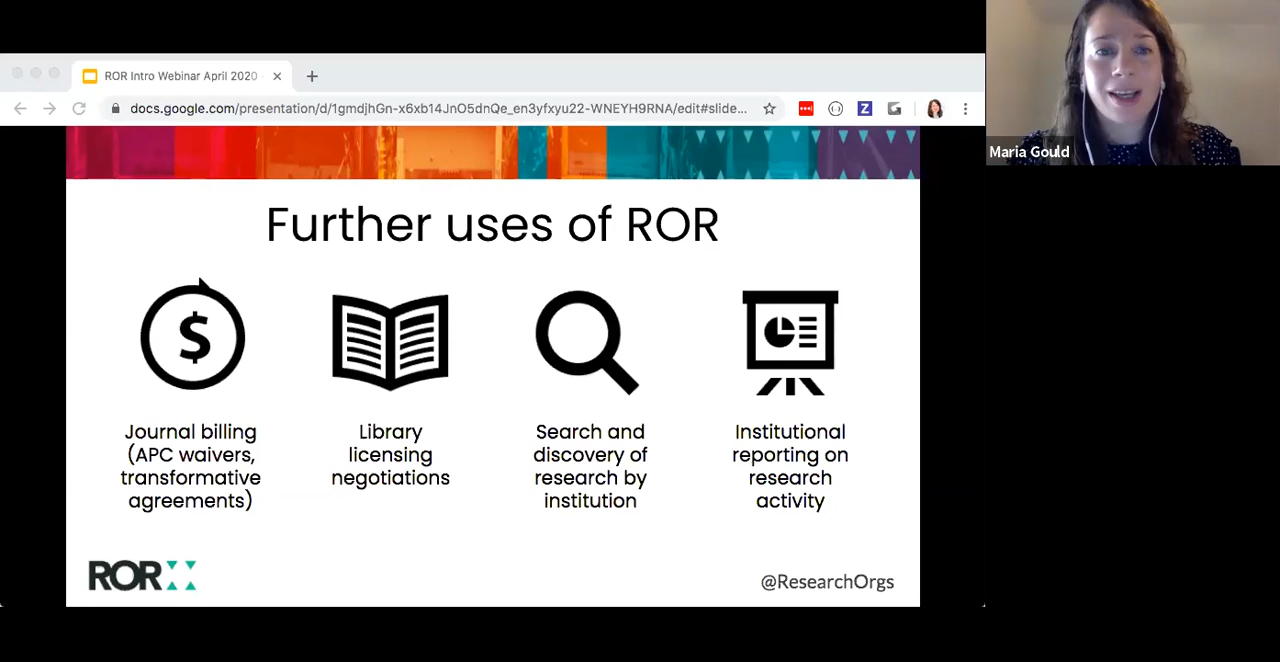 ROR Intro Webinar April 2020
docs.google.com/presentation/d/1gmdjhGn-x6xb14JnO5dnQe_en3yfxyu22-WNEYH9RNA/edit#slide...
Maria Gould
Further uses of ROR
$
Journal billing
(APC waivers,
transformative
agreements)
Library
licensing
negotiations
Search and
discovery of
research by
institution
Institutional
reporting on
research
activity
ROR
@ResearchOrgs